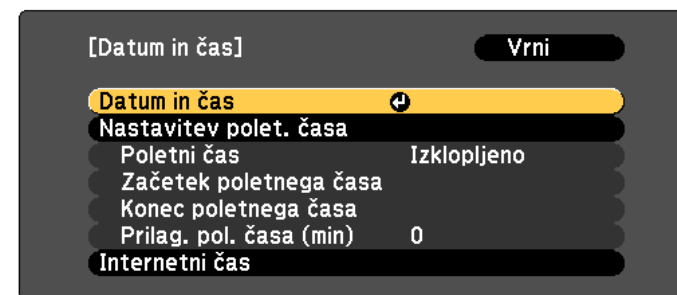 [Datum in čas] Vrni
Datum in čas
Nastavitev polet. časa
Poletni čas Izklopljeno
Začetek poletnega časa
Konec poletnega časa
Prilag. pol. časa (min) 0
Internetni čas